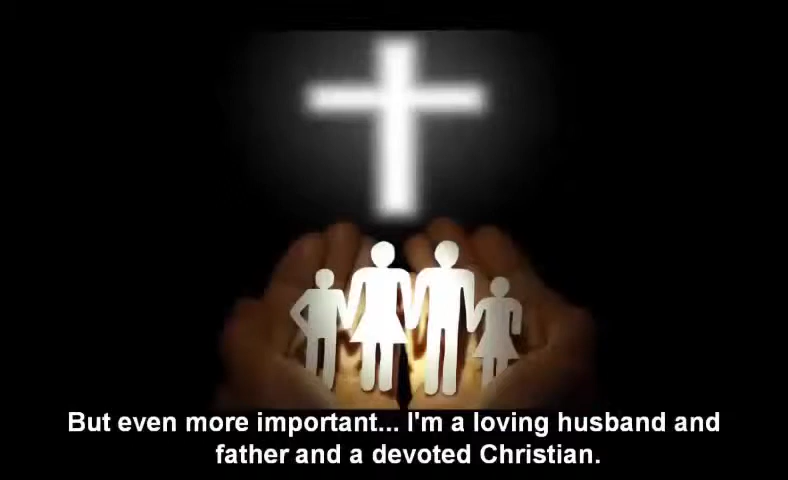 But even more important... I'm a loving husband and
father and a devoted Christian.